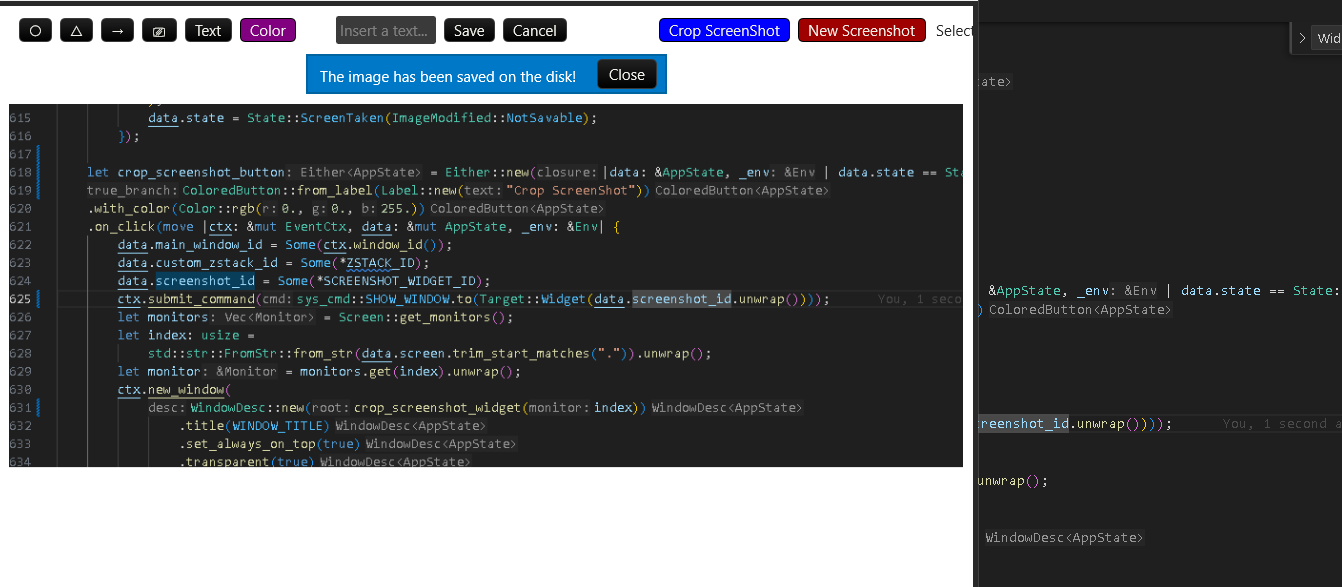 Text Color Insert a text... Save Cancel Crop ScreenShot New Screenshot Select
The image has been saved on the disk! Close
615 data.state = State::ScreenTaken(ImageModified::NotSavable);
616 });
617
618 let crop_screenshot_button: Either<AppState> = Either::new(closure: |data: &AppState, _env: &Env | data.state == Sta
619 true_branch: ColoredButton::from_label(Label::new(text: "Crop ScreenShot")) ColoredButton<AppState>
620 .with_color(Color::rgb(r: 0., g: 0., b: 255.)) ColoredButton<AppState>
621 .on_click(move |ctx: &mut EventCtx, data: &mut AppState, _env: &Env| {
622 data.main_window_id = Some(ctx.window_id());
623 data.custom_zstack_id = Some(*ZSTACK_ID);
624 data.screenshot_id = Some(*SCREENSHOT_WIDGET_ID);
625 ctx.submit_command(cmd: sys_cmd::SHOW_WINDOW.to(Target::Widget(data.screenshot_id.unwrap()))); You, 1 seco
626 let monitors: Vec<Monitor> = Screen::get_monitors();
627 let index: usize =
628 std::str::FromStr::from_str(data.screen.trim_start_matches(".")).unwrap();
629 let monitor: &Monitor = monitors.get(index).unwrap();
630 ctx.new_window(
631 desc: WindowDesc::new(root: crop_screenshot_widget(monitor: index)) WindowDesc<AppState>
632 .title(WINDOW_TITLE) WindowDesc<AppState>
633 .set_always_on_top(true) WindowDesc<AppState>
634 .transparent(true) WindowDesc<AppState>
> Wid
ate>
&AppState, _env: &Env | data.state == State:
) ColoredButton<AppState>
reenshot_id.unwrap()))); You, 1 second a
unwrap();
WindowDesc<AppState>